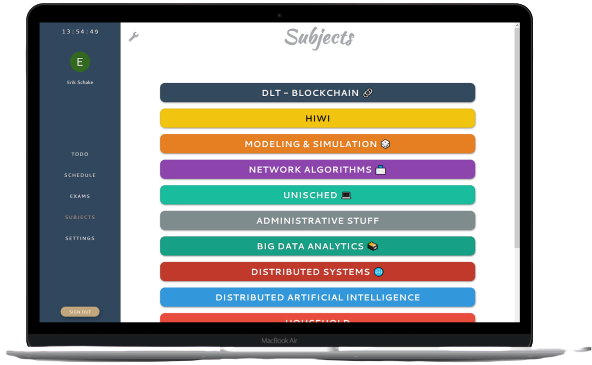 13:54:49
Subjects
E
Erik Schake
DLT - BLOCKCHAIN
HIWI
MODELING & SIMULATION
TODO
NETWORK ALGORITHMS
SCHEDULE
EXAMS
UNISCHED
SUBJECTS
ADMINISTRATIVE STUFF
SETTINGS
BIG DATA ANALYTICS
DISTRIBUTED SYSTEMS
DISTRIBUTED ARTIFICIAL INTELLIGENCE
SIGN OUT
HOUSEHOLD
MacBook Air